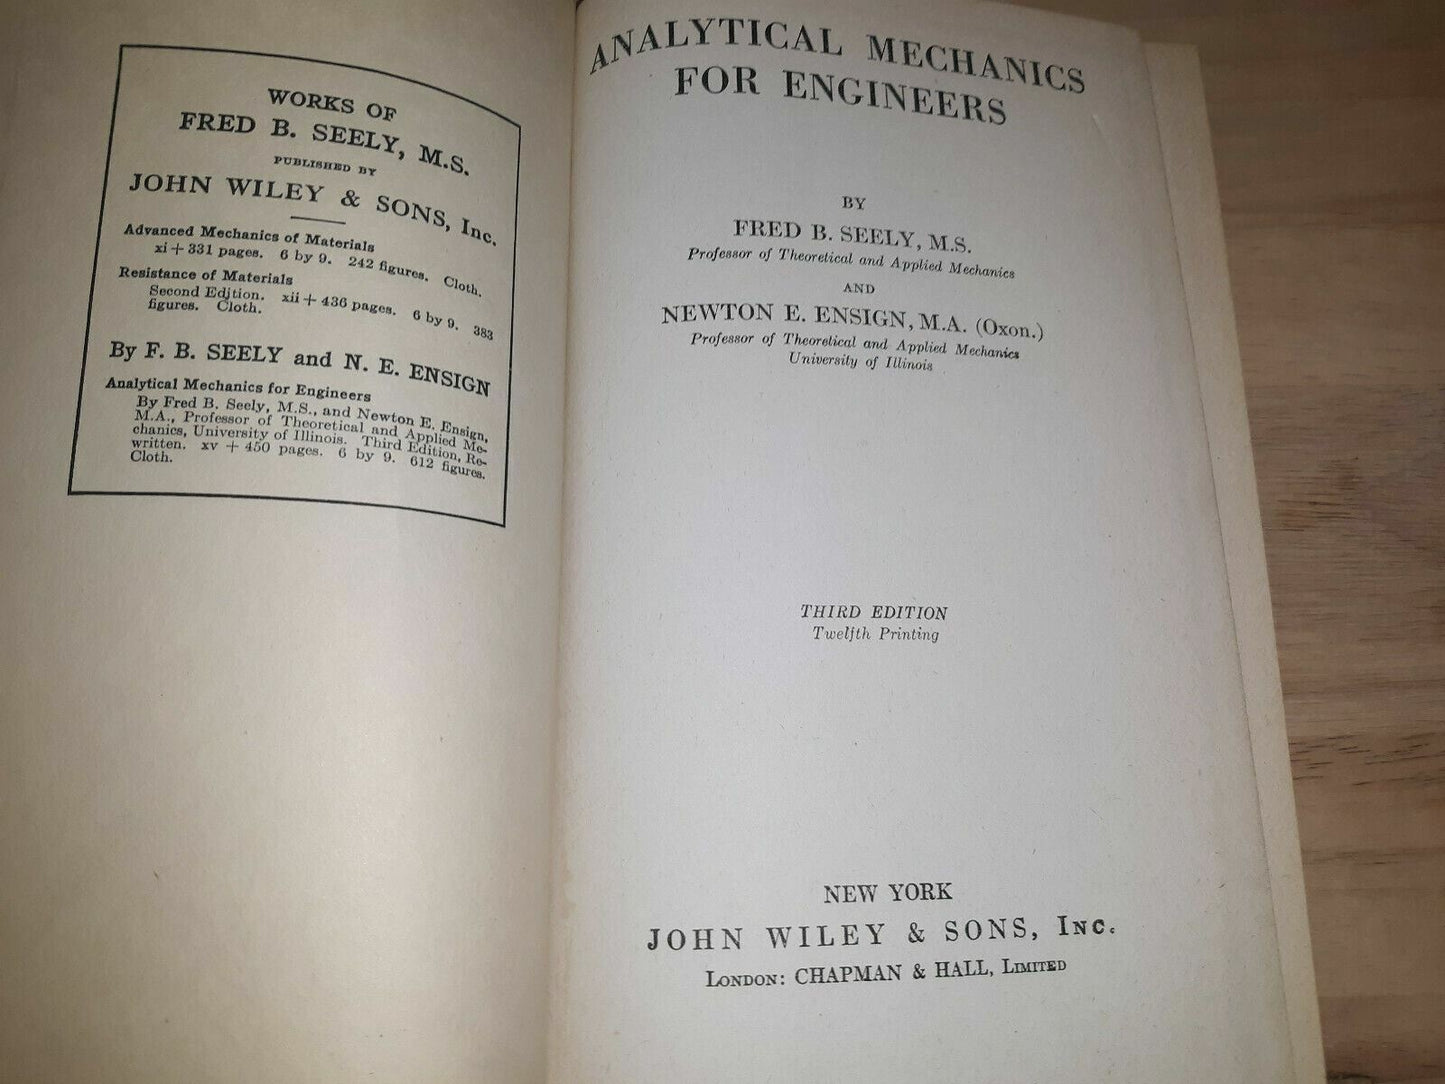 WORKS OF
FRED B. SEELY, M.S.
PUBLISHED BY
JOHN WILEY & SONS, Inc.
Advanced Mechanics of Materials
xi + 331 pages. 6 by 9. 242 figures. Cloth.
Resistance of Materials
Second Edition. xii + 436 pages. 6 by 9. 383
figures. Cloth.
By F. B. SEELY and N. E. ENSIGN
Analytical Mechanics for Engineers
By Fred B. Seely, M.S., and Newton E. Ensign,
M.A., Professor of Theoretical and Applied Me-
chanics, University of Illinois. Third Edition, Re-
written. xv + 450 pages. 6 by 9. 612 figures.
Cloth.
ANALYTICAL MECHANICS
FOR ENGINEERS
BY
FRED B. SEELY, M.S.
Professor of Theoretical and Applied Mechanics
AND
NEWTON E. ENSIGN, M.A. (Oxon.)
Professor of Theoretical and Applied Mechanics
University of Illinois
THIRD EDITION
Twelfth Printing
NEW YORK
JOHN WILEY & SONS, Inc.
London: CHAPMAN & HALL, Limited